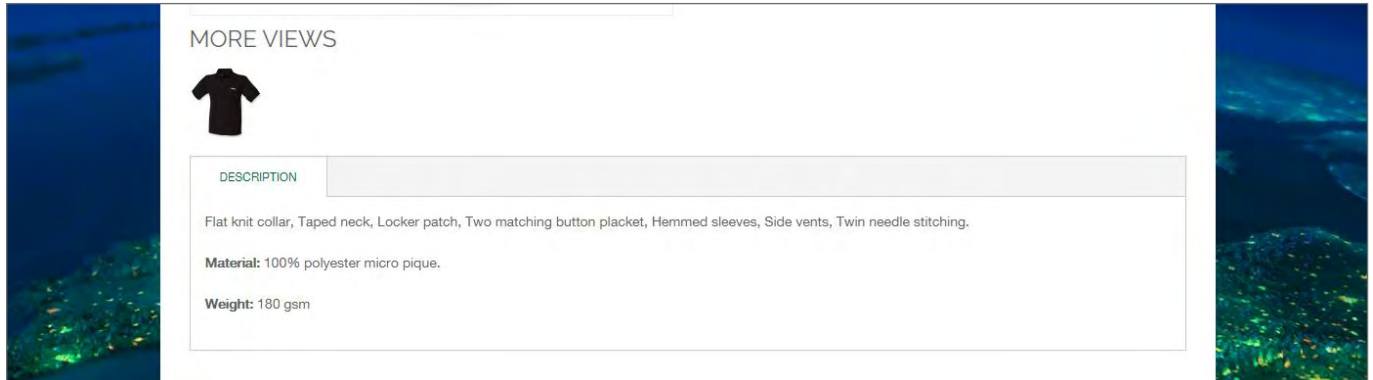 MORE VIEWS
DESCRIPTION
Flat knit collar, Taped neck, Locker patch, Two matching button placket, Hemmed sleeves, Side vents, Twin needle stitching.
Material: 100% polyester micro pique.
Weight: 180 gsm